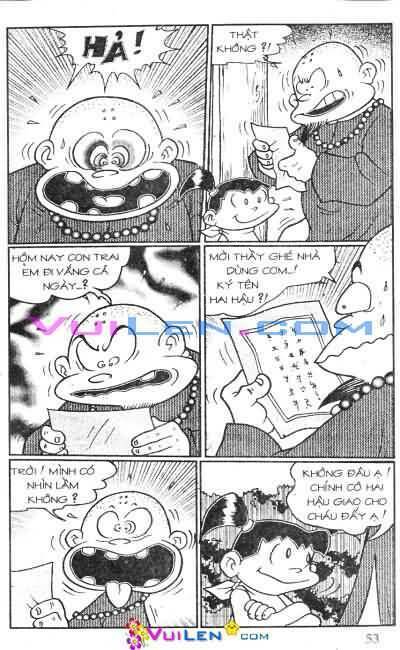 HẢ!
THẬT
KHÔNG ?!
HÔM NAY CON TRAI
EM ĐI VẮNG CẢ
NGÀY...?
MỜI THẦY GHÉ NHÀ
DÙNG CƠM...!
KÝ TÊN
HAI HẬU ?!
VUILEN COM
TRỜI ! MÌNH CÓ
NHÌN LẦM
KHÔNG ?
KHÔNG ĐÂU Ạ !
CHÍNH CÔ HAI
HẬU GIAO CHO
CHÁU ĐẤY Ạ !
VUILEN COM
53